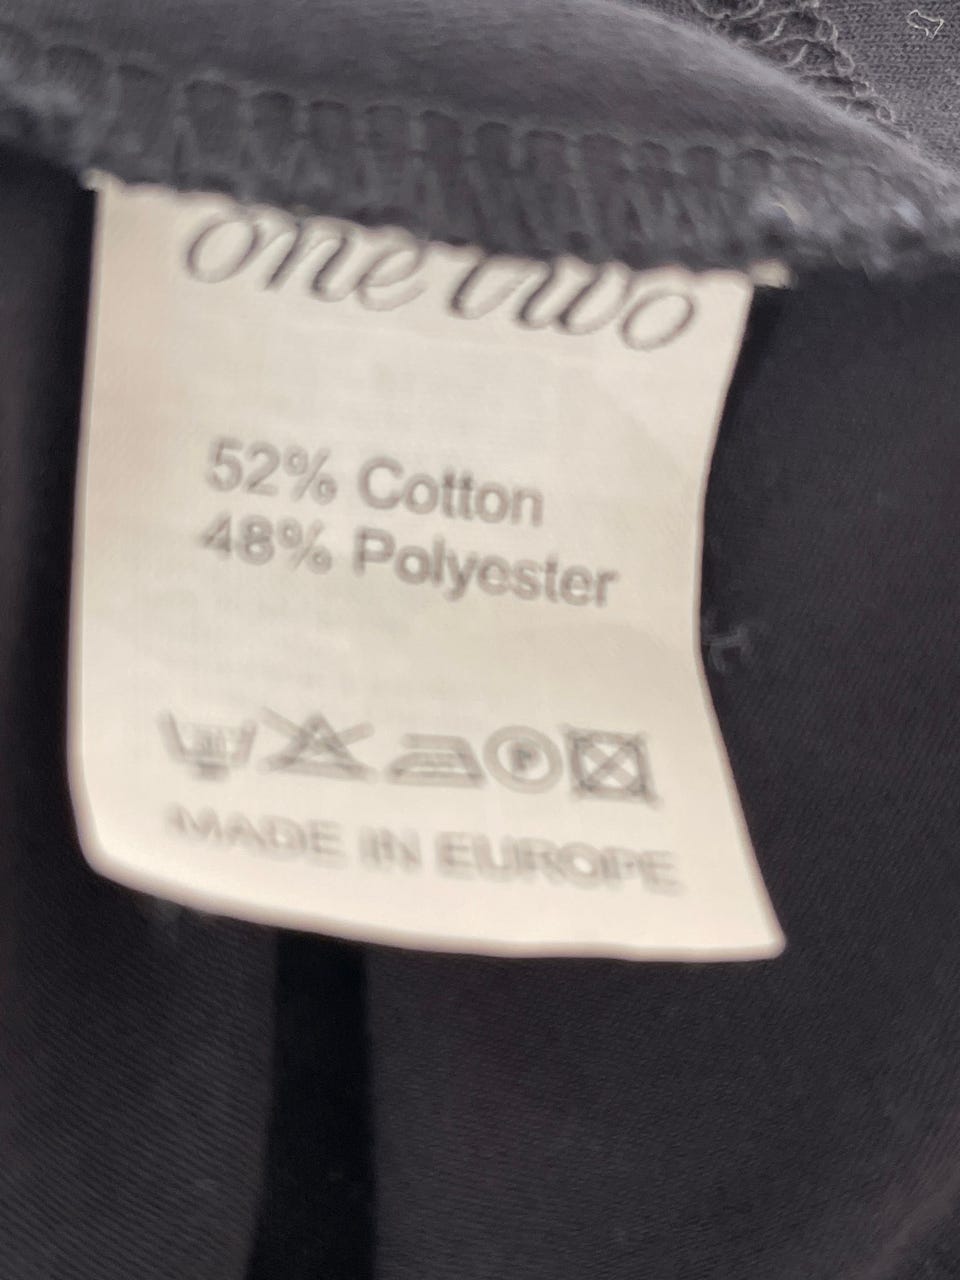 one two
52% Cotton
48% Polyester
P
MADE IN EUROPE